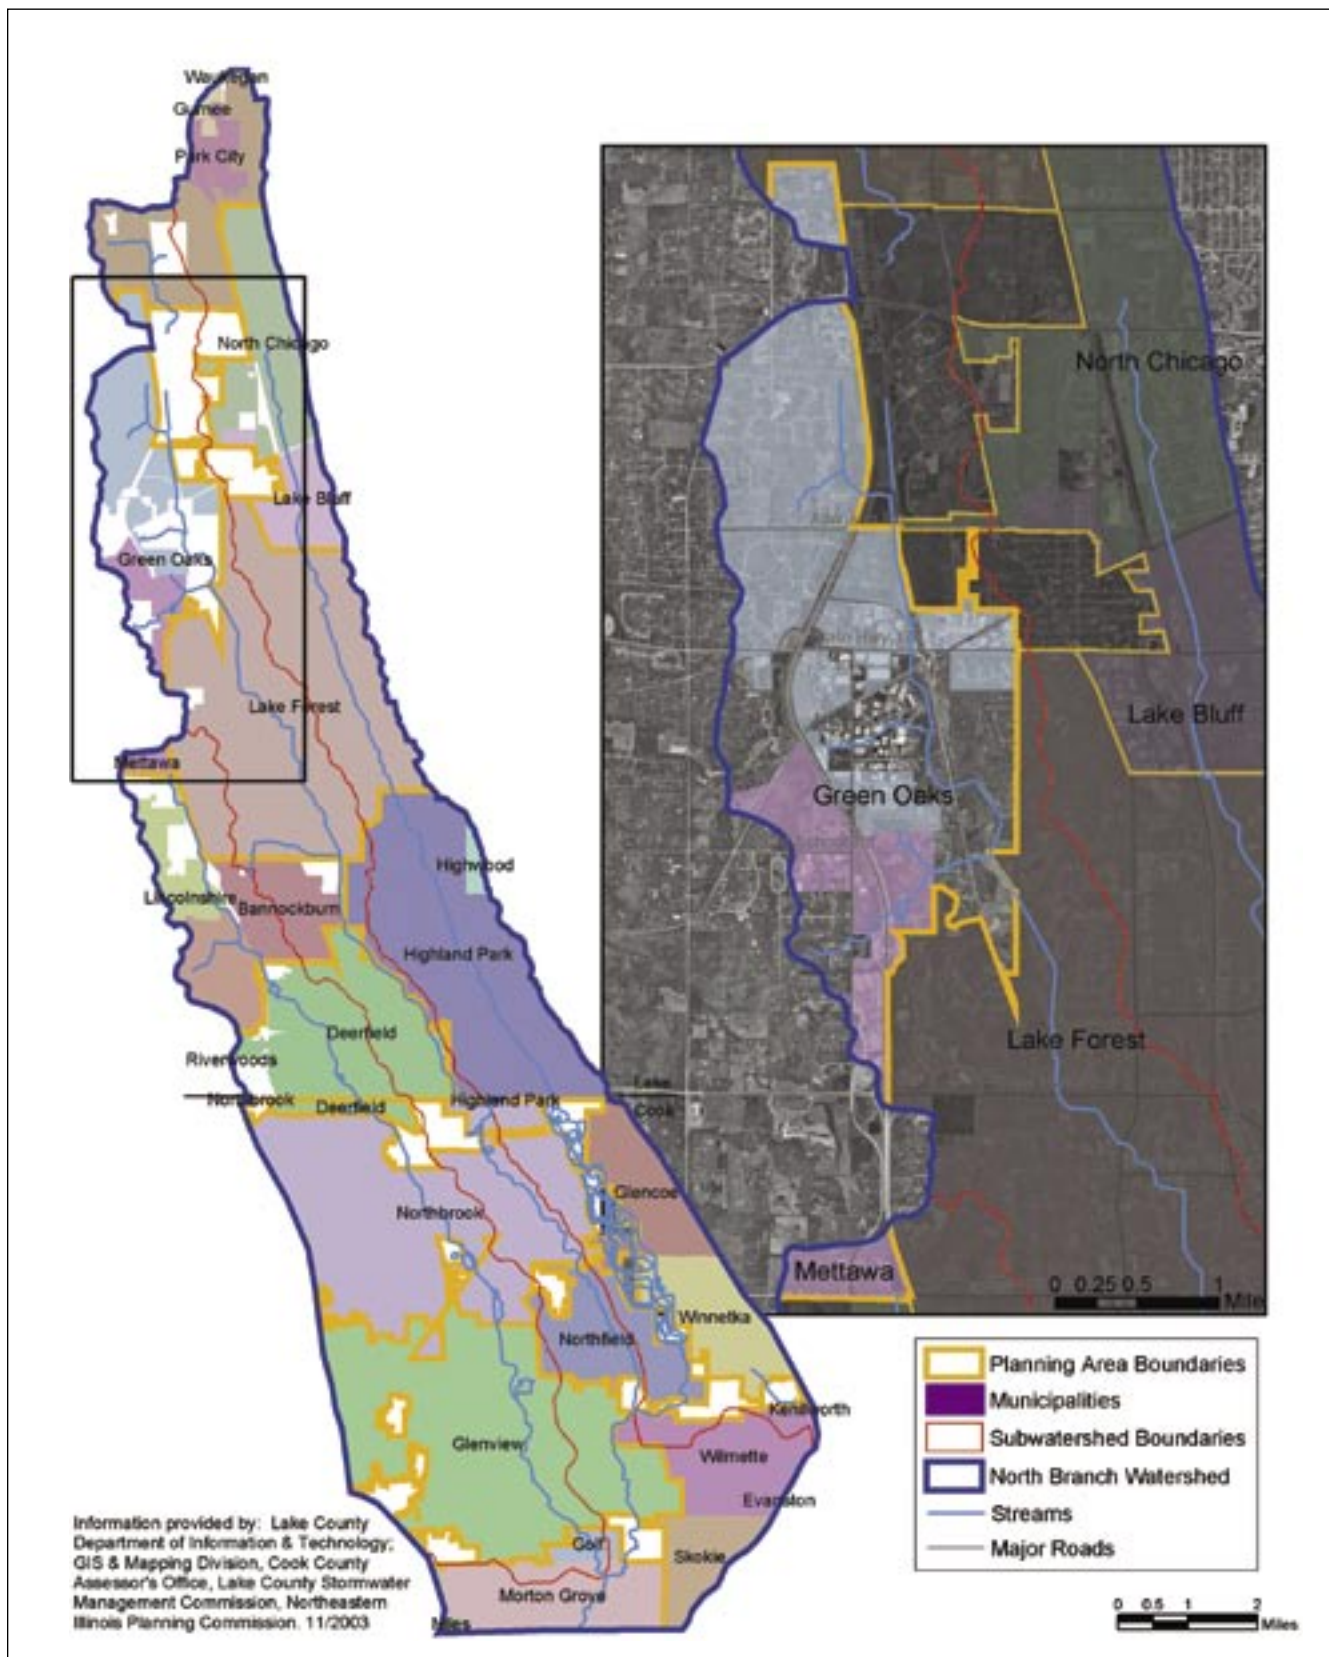 Waukegan
Gurnee
Park City
North Chicago
Lake Bluff
Green Oaks
Lake Forest
Mettawa
Highwood
Lincolnshire
Bannockburn
Highland Park
Deerfield
Riverwoods
Northbrook
Deerfield
Highland Park
Lake
Cook
Glencoe
Northbrook
Winnetka
Northfield
Kenilworth
Glenview
Wilmette
Evanston
Golf
Skokie
Morton Grove
Niles
North Chicago
Lake Bluff
Green Oaks
Lake Forest
Mettawa
0 0.25 0.5 1
Mile
Planning Area Boundaries
Municipalities
Subwatershed Boundaries
North Branch Watershed
Streams
Major Roads
0 0.5 1 2
Miles
Information provided by: Lake County
Department of Information & Technology;
GIS & Mapping Division, Cook County
Assessor's Office, Lake County Stormwater
Management Commission, Northeastern
Illinois Planning Commission. 11/2003